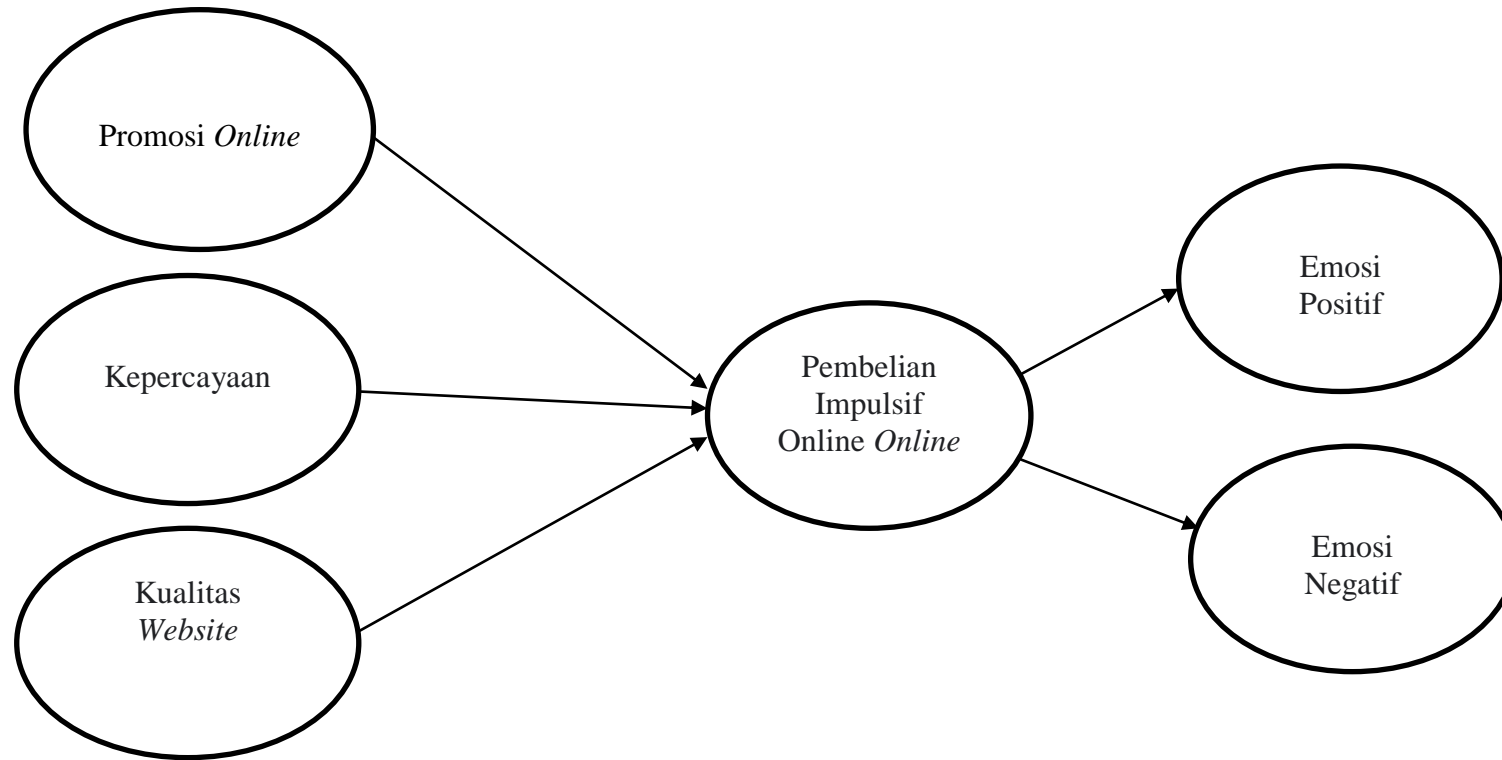 Promosi Online
Kepercayaan
Kualitas
Website
Pembelian
Impulsif
Online Online
Emosi
Positif
Emosi
Negatif